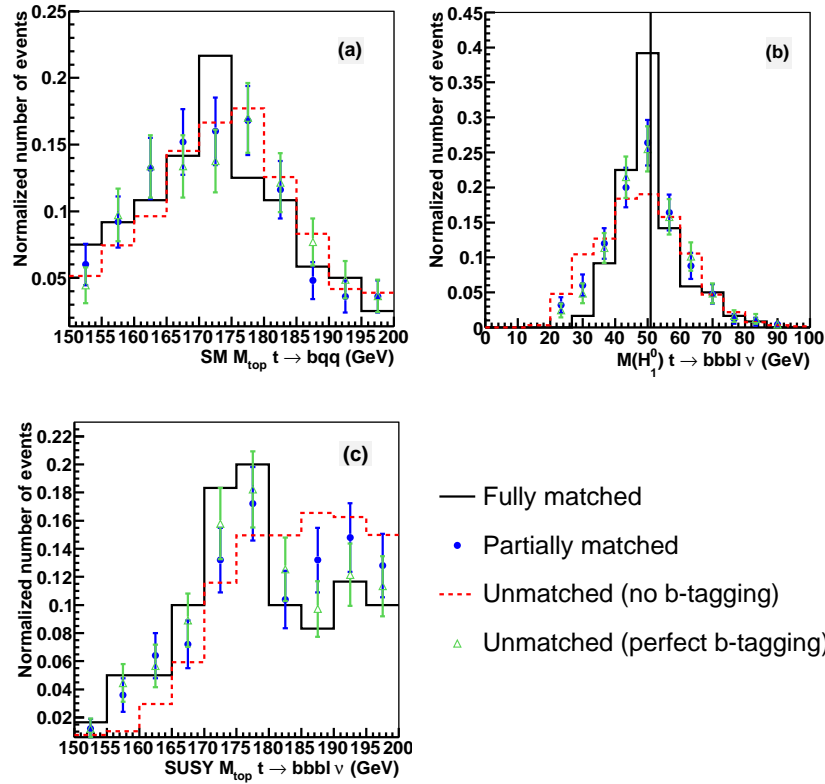 Normalized number of events
0.25
0.2
0.15
0.1
0.05
(a)
150 155 160 165 170 175 180 185 190 195 200
SM M_top t → bqq (GeV)
Normalized number of events
0.45
0.4
0.35
0.3
0.25
0.2
0.15
0.1
0.05
0
(b)
0 10 20 30 40 50 60 70 80 90 100
M(H_1^0) t → bbbl ν (GeV)
Normalized number of events
0.22
0.2
0.18
0.16
0.14
0.12
0.1
0.08
0.06
0.04
0.02
(c)
150 155 160 165 170 175 180 185 190 195 200
SUSY M_top t → bbbl ν (GeV)
Fully matched
Partially matched
Unmatched (no b-tagging)
Unmatched (perfect b-tagging)